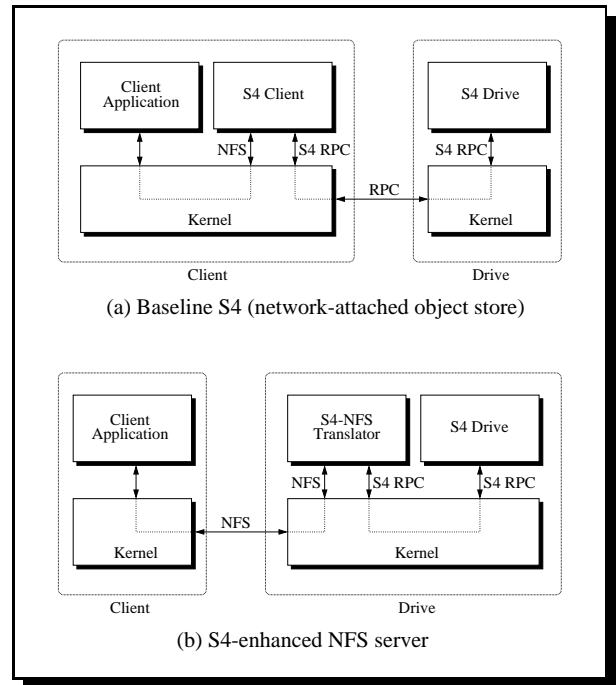 Client
Application
S4 Client
S4 Drive
NFS
S4 RPC
S4 RPC
RPC
Kernel
Kernel
Client
Drive
(a) Baseline S4 (network-attached object store)
Client
Application
S4-NFS
Translator
S4 Drive
NFS
S4 RPC
S4 RPC
NFS
Kernel
Kernel
Client
Drive
(b) S4-enhanced NFS server